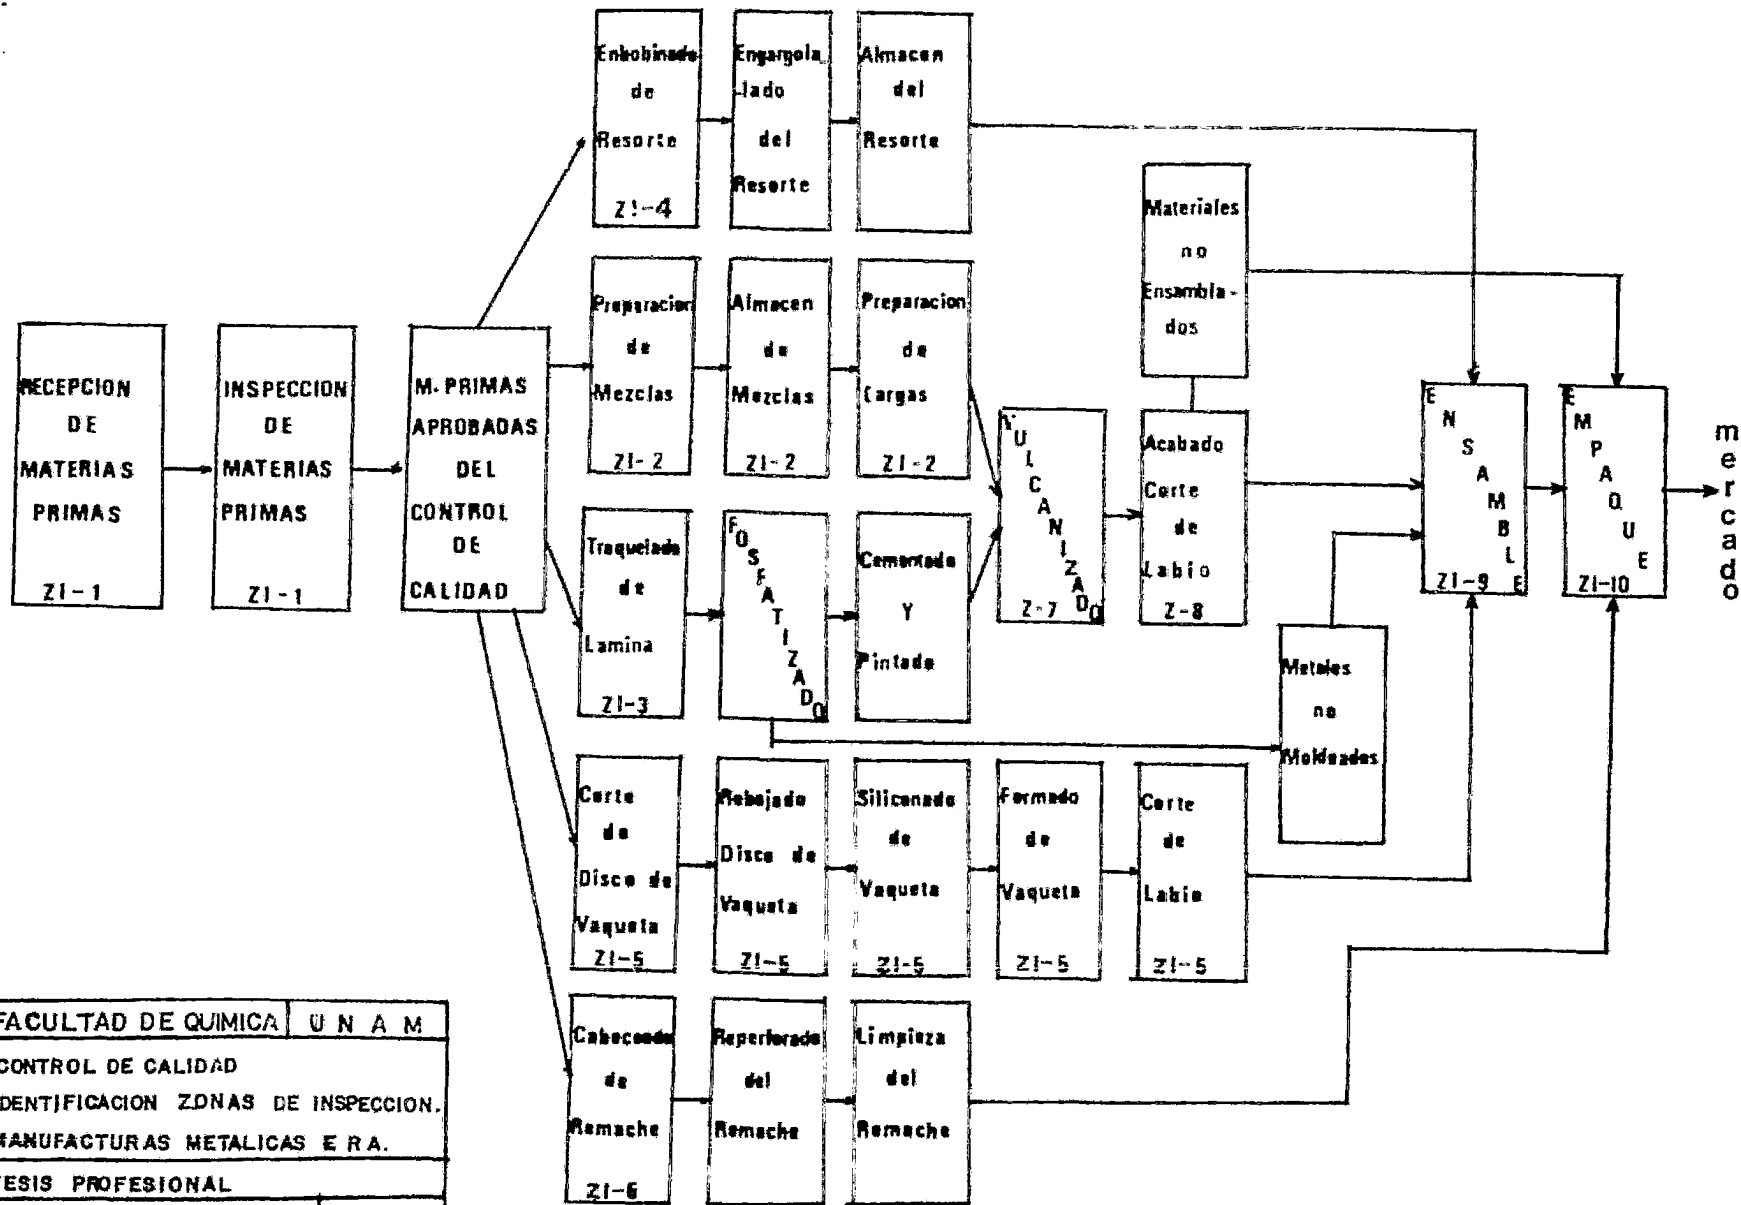 RECEPCION
DE
MATERIAS
PRIMAS
ZI-1
INSPECCION
DE
MATERIAS
PRIMAS
ZI-1
M. PRIMAS
APROBADAS
DEL
CONTROL
DE
CALIDAD
Enbobinado
de
Resorte
ZI-4
Engargola
-lado
del
Resorte
Almacen
del
Resorte
Preparacion
de
Mezclas
ZI-2
Almacen
de
Mezclas
ZI-2
Preparacion
de
Cargas
ZI-2
Troquelado
de
Lamina
ZI-3
FOSFATIZADO
Cementado
Y
Pintado
VULCANIZADO
Z-7
Materiales
no
Ensambla-
dos
Acabado
Corte
de
Labio
Z-8
Metales
no
Moldeados
ENSAMBLE
ZI-9
EMPAQUE
ZI-10
mercado
Corte
de
Disco de
Vaqueta
ZI-5
Rebajado
Disco de
Vaqueta
ZI-5
Siliconado
de
Vaqueta
ZI-5
Formado
de
Vaqueta
ZI-5
Corte
de
Labio
ZI-5
Cabeceado
de
Remache
ZI-6
Reperforado
del
Remache
Limpieza
del
Remache
FACULTAD DE QUIMICA UNAM
CONTROL DE CALIDAD
IDENTIFICACION ZONAS DE INSPECCION.
MANUFACTURAS METALICAS E R A.
TESIS PROFESIONAL